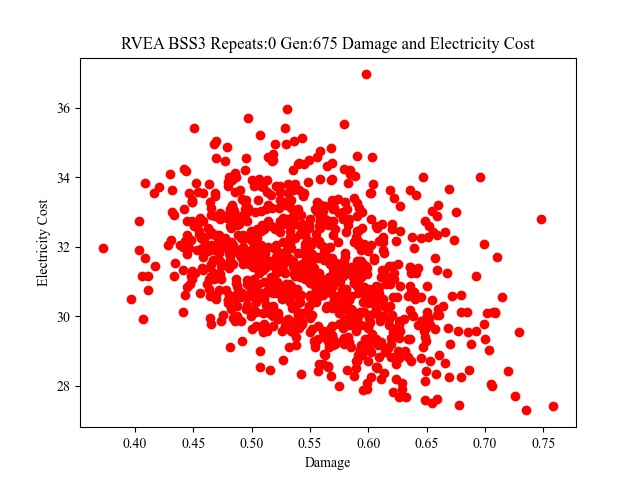 RVEA BSS3 Repeats:0 Gen:675 Damage and Electricity Cost
Electricity Cost
36
34
32
30
28
0.40 0.45 0.50 0.55 0.60 0.65 0.70 0.75
Damage